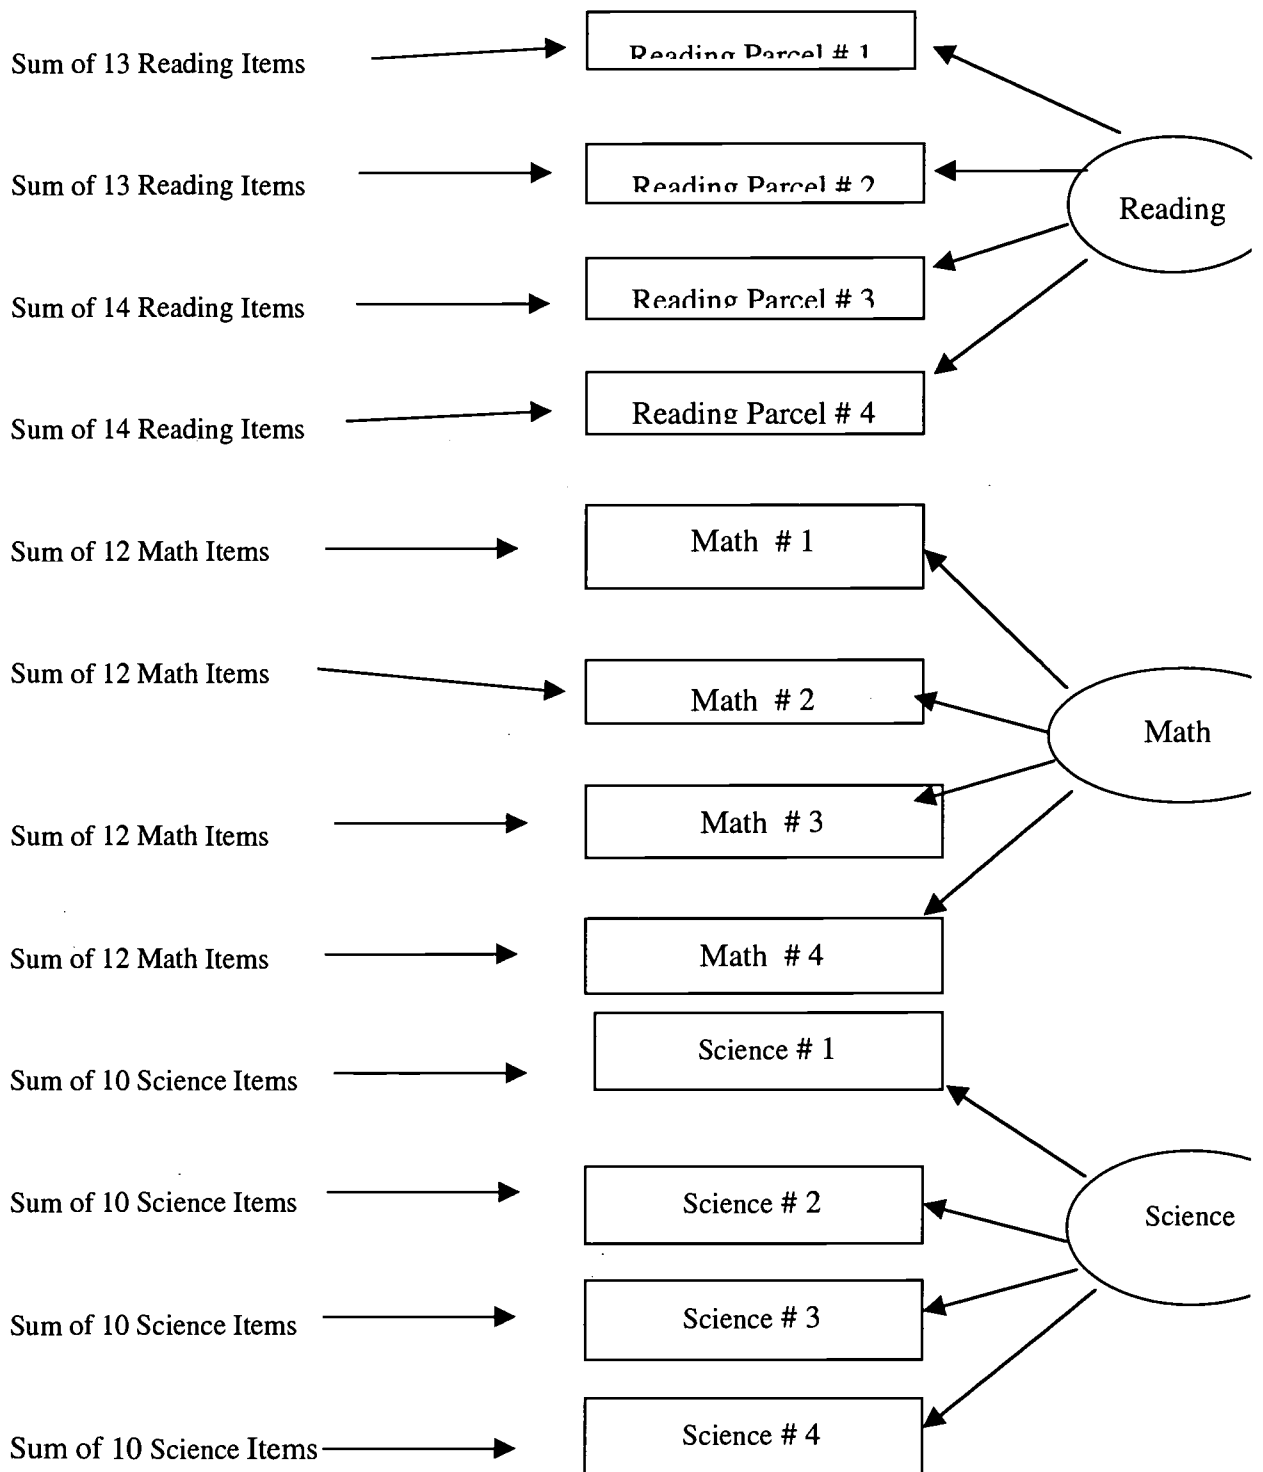 Sum of 13 Reading Items
Reading Parcel # 1
Sum of 13 Reading Items
Reading Parcel # 2
Reading
Sum of 14 Reading Items
Reading Parcel # 3
Sum of 14 Reading Items
Reading Parcel # 4
Sum of 12 Math Items
Math # 1
Sum of 12 Math Items
Math # 2
Math
Sum of 12 Math Items
Math # 3
Sum of 12 Math Items
Math # 4
Sum of 10 Science Items
Science # 1
Sum of 10 Science Items
Science # 2
Science
Sum of 10 Science Items
Science # 3
Sum of 10 Science Items
Science # 4